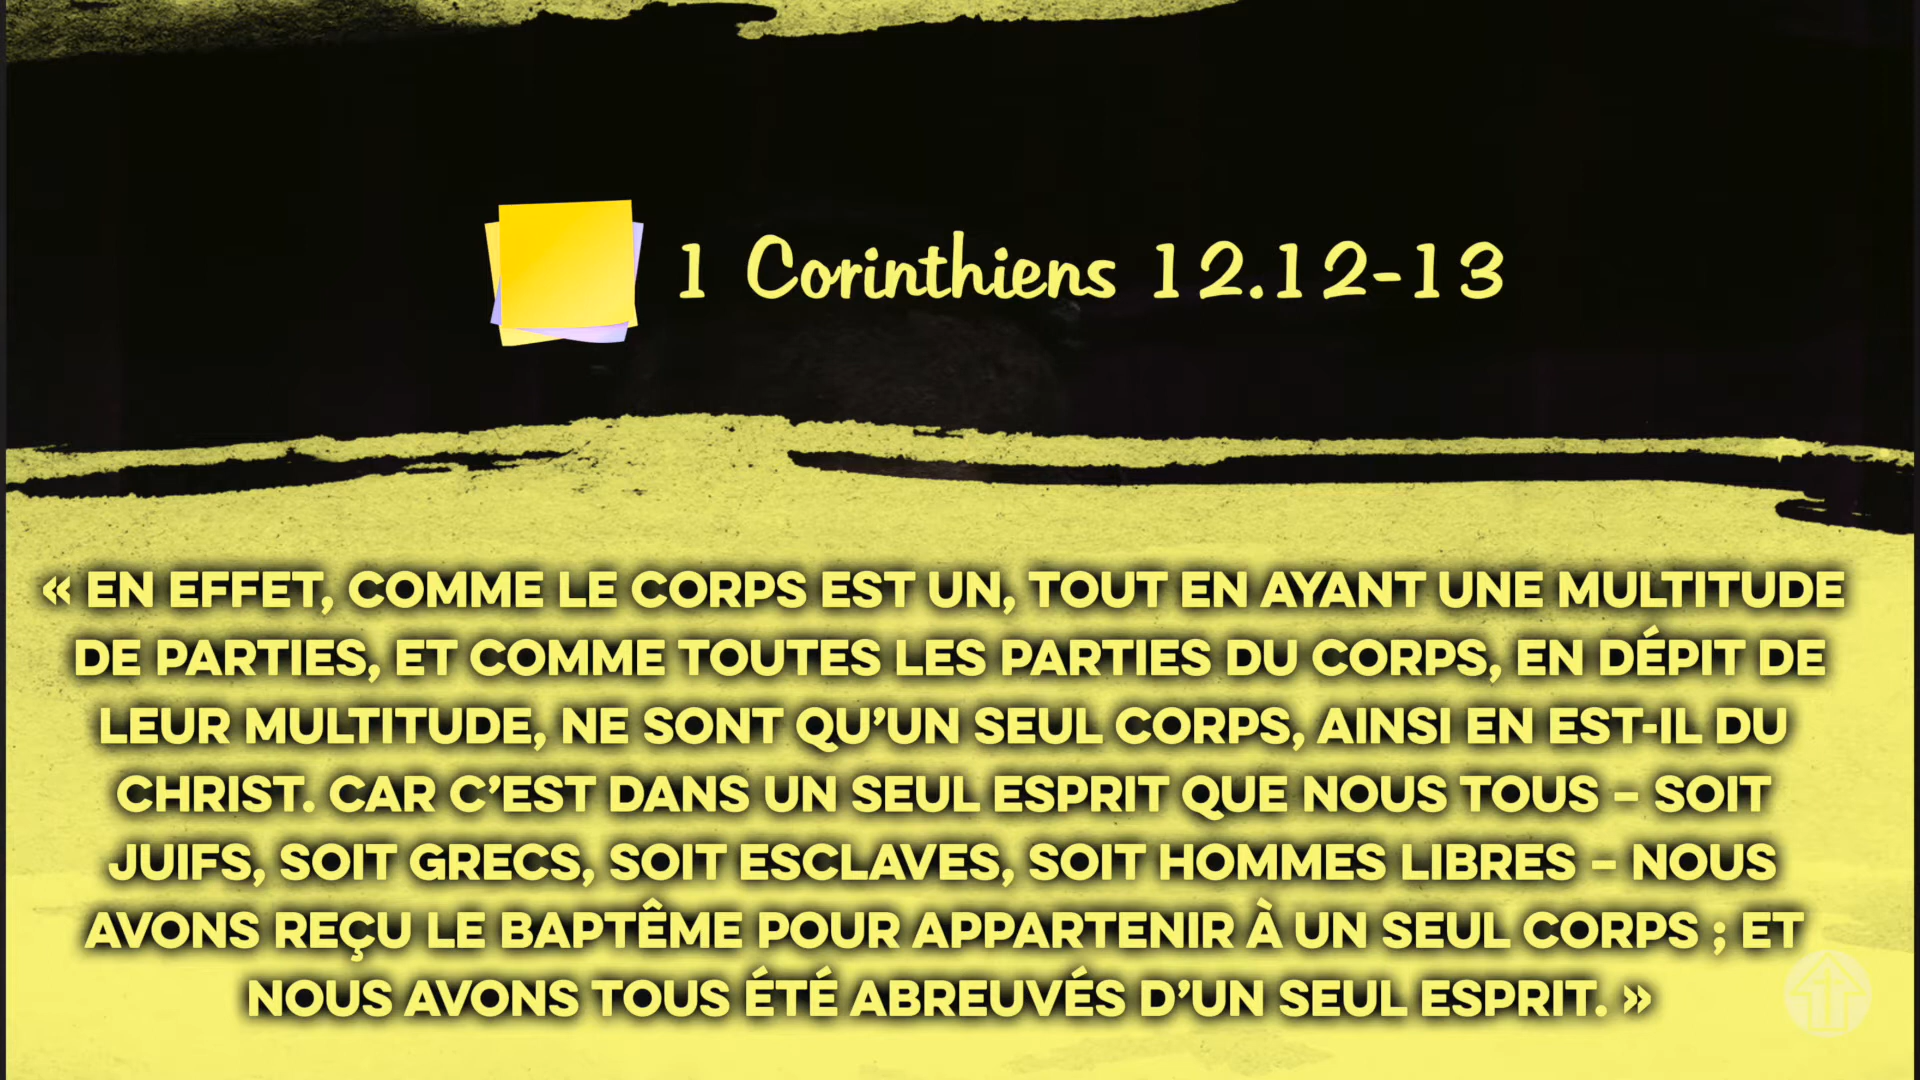 1 Corinthiens 12.12-13
« EN EFFET, COMME LE CORPS EST UN, TOUT EN AYANT UNE MULTITUDE
DE PARTIES, ET COMME TOUTES LES PARTIES DU CORPS, EN DÉPIT DE
LEUR MULTITUDE, NE SONT QU’UN SEUL CORPS, AINSI EN EST-IL DU
CHRIST. CAR C’EST DANS UN SEUL ESPRIT QUE NOUS TOUS – SOIT
JUIFS, SOIT GRECS, SOIT ESCLAVES, SOIT HOMMES LIBRES – NOUS
AVONS REÇU LE BAPTÊME POUR APPARTENIR À UN SEUL CORPS ; ET
NOUS AVONS TOUS ÉTÉ ABREUVÉS D’UN SEUL ESPRIT. »